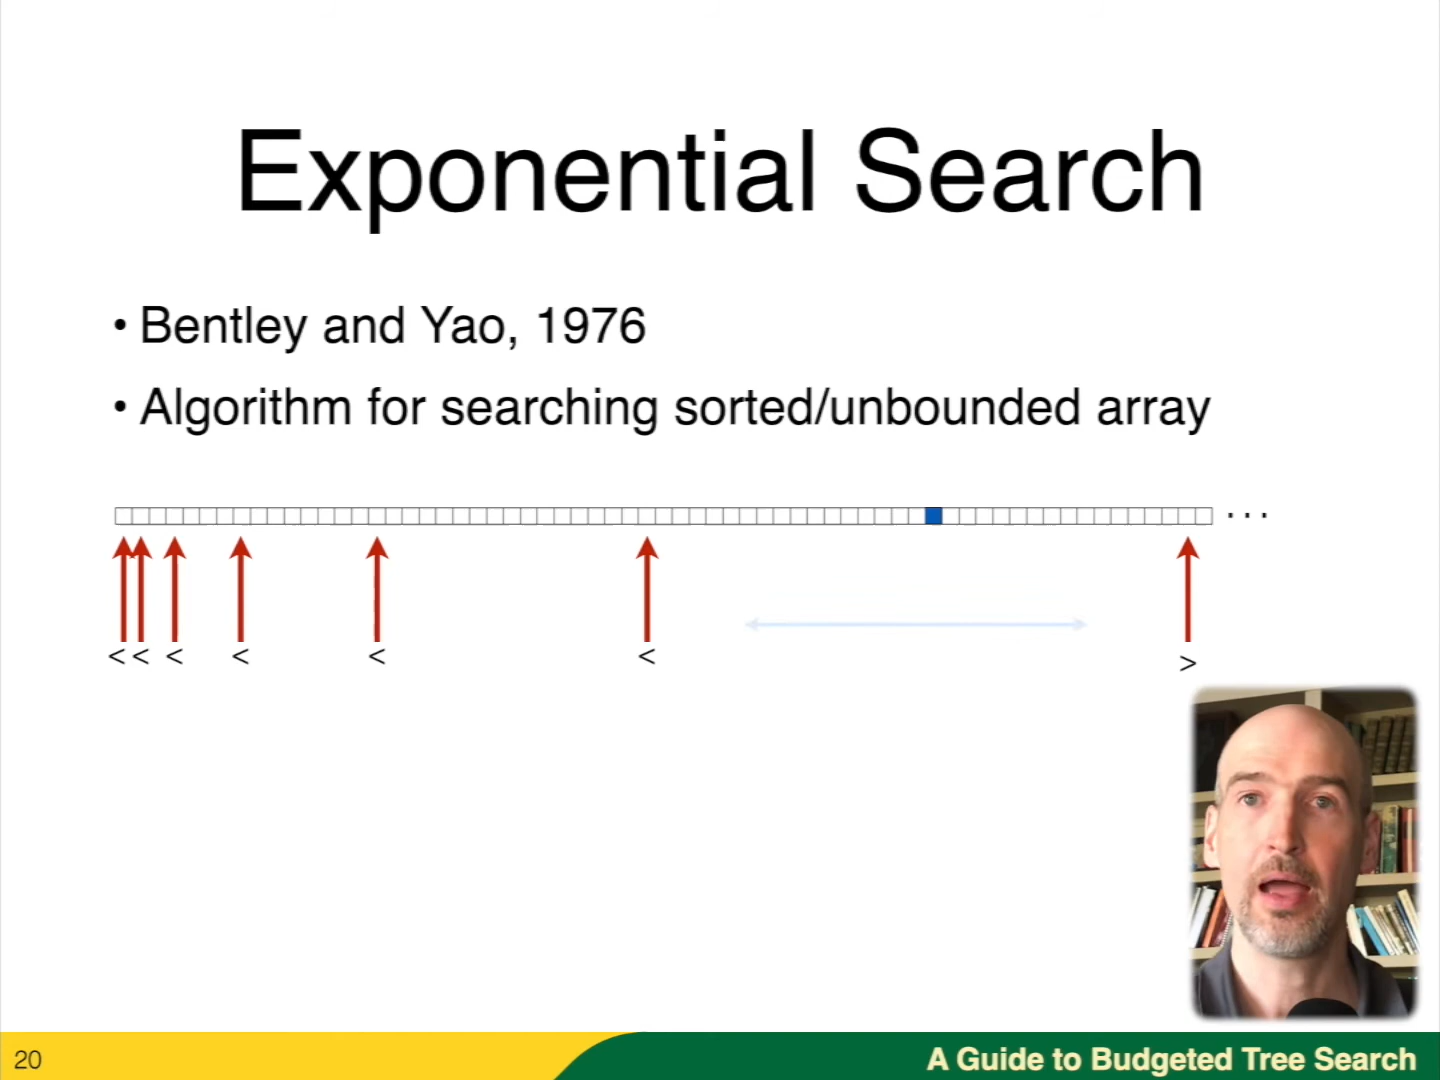 Exponential Search
• Bentley and Yao, 1976
• Algorithm for searching sorted/unbounded array
. . .
< < < < < < >
20
A Guide to Budgeted Tree Search